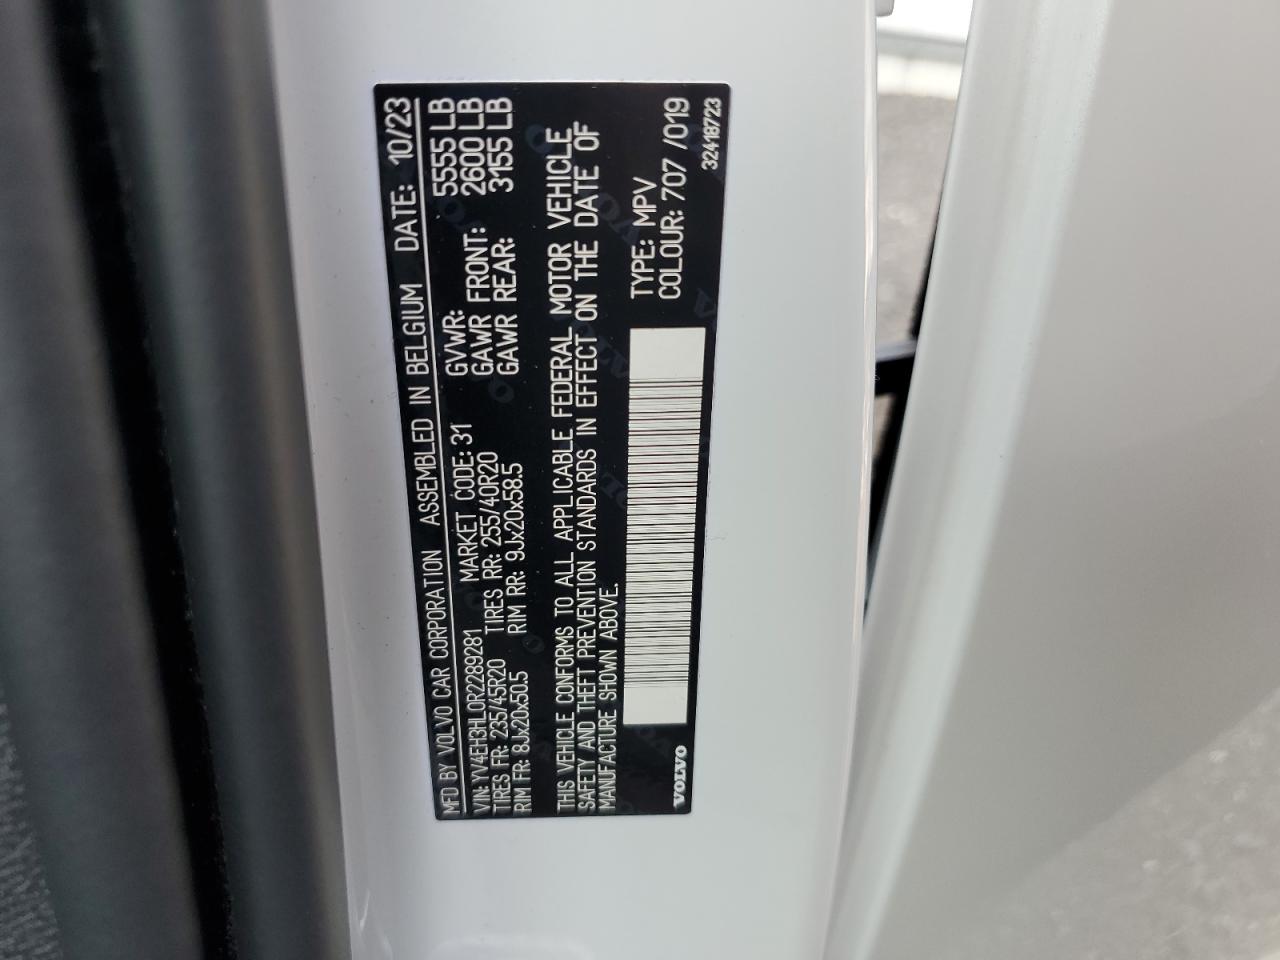 MFD BY VOLVO CAR CORPORATION ASSEMBLED IN BELGIUM DATE: 10/23
VIN: YV4EH3HL0R2289281 MARKET CODE: 31 GVWR: 5555 LB
TIRES FR: 235/45R20 TIRES RR: 255/40R20 GAWR FRONT: 2600 LB
RIM FR: 8Jx20x50.5 RIM RR: 9Jx20x58.5 GAWR REAR: 3155 LB
THIS VEHICLE CONFORMS TO ALL APPLICABLE FEDERAL MOTOR VEHICLE
SAFETY AND THEFT PREVENTION STANDARDS IN EFFECT ON THE DATE OF
MANUFACTURE SHOWN ABOVE.
TYPE: MPV
COLOUR: 707 /019
VOLVO
32418723